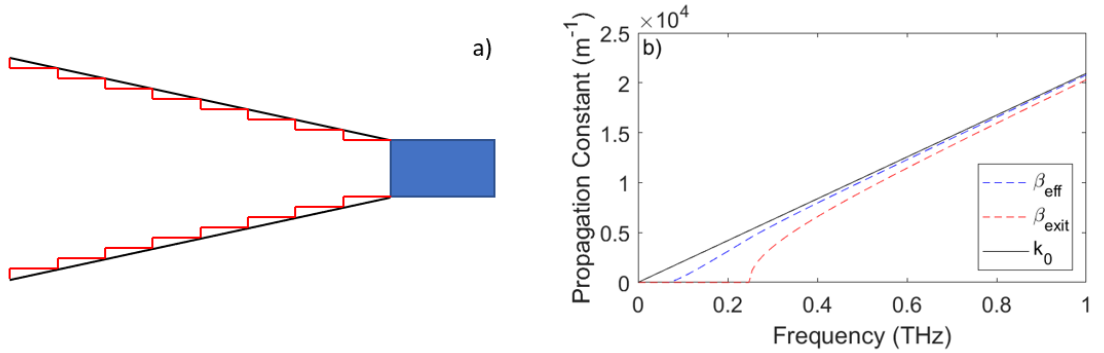 a)
×10⁴
2.5
b)
2
1.5
1
0.5
0
0 0.2 0.4 0.6 0.8 1
Propagation Constant (m⁻¹)
Frequency (THz)
β_eff
β_exit
k₀